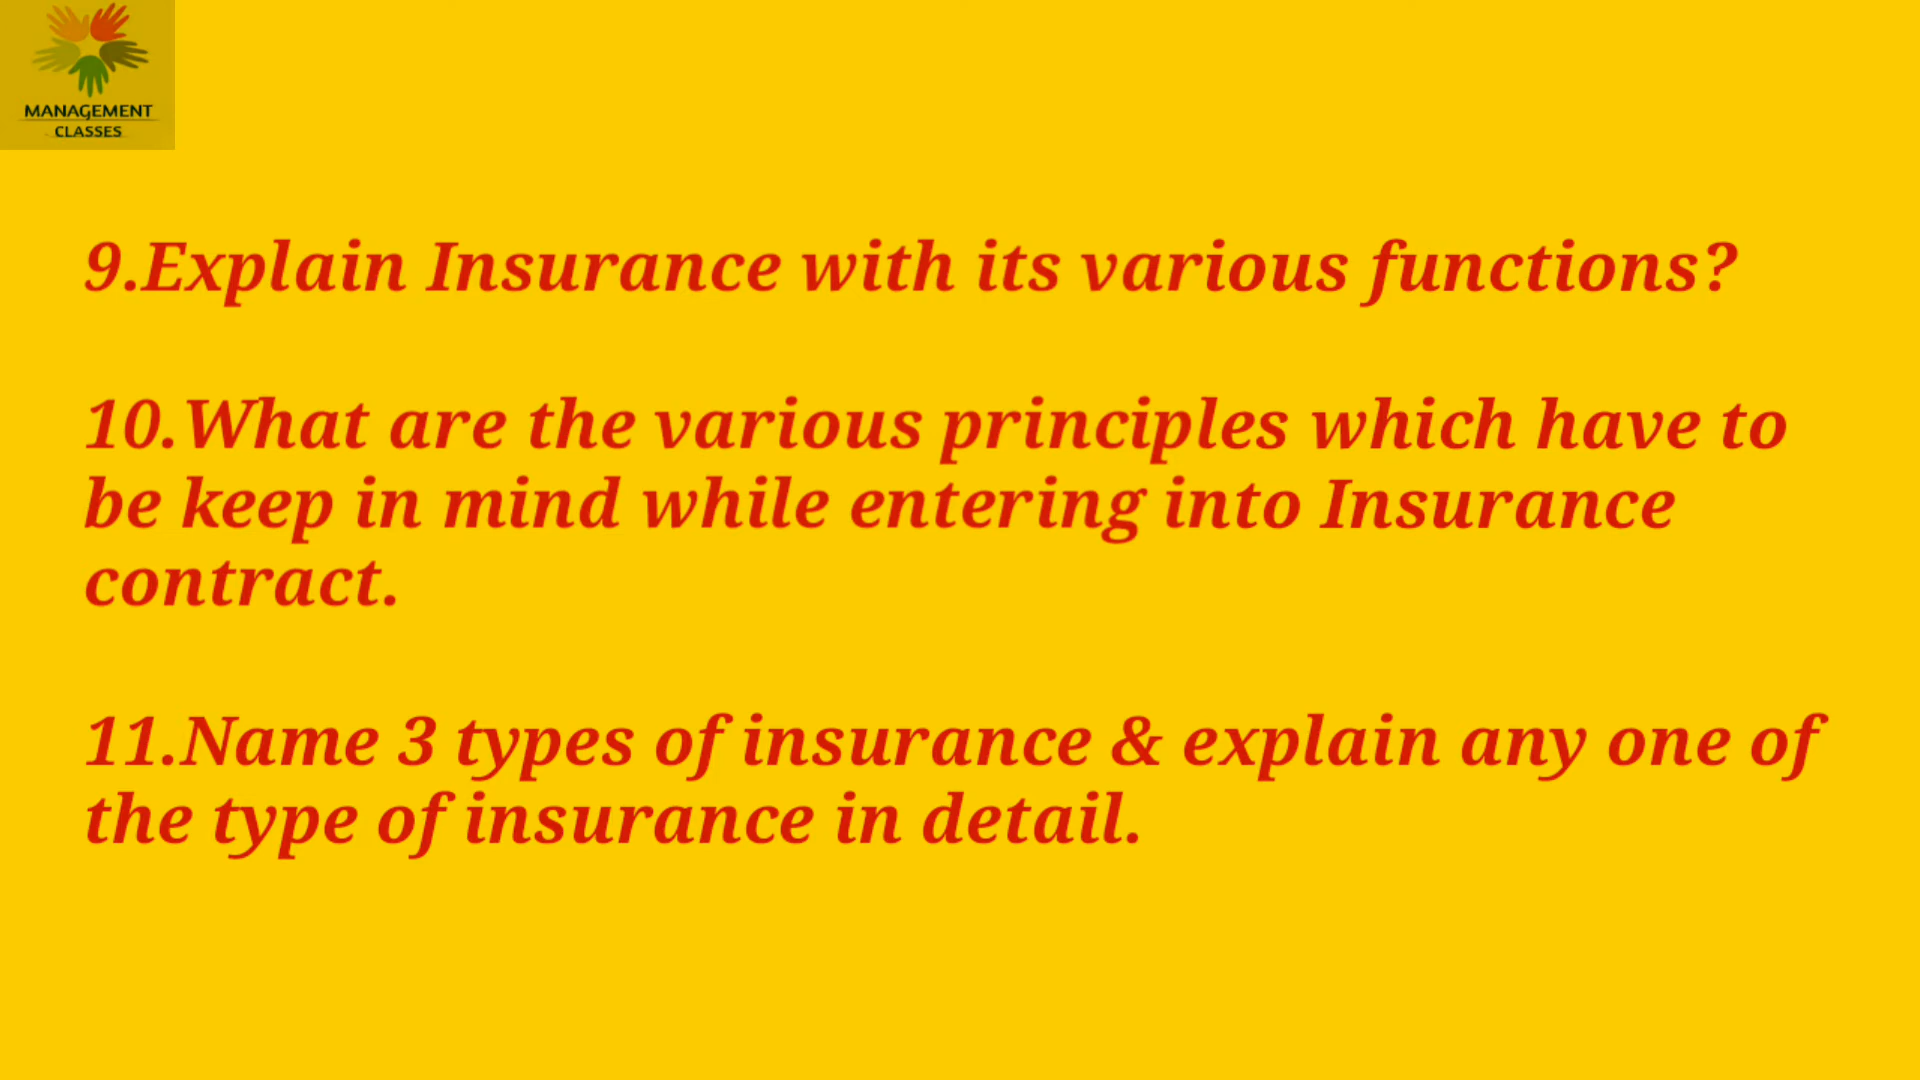 MANAGEMENT
CLASSES
9.Explain Insurance with its various functions?
10.What are the various principles which have to
be keep in mind while entering into Insurance
contract.
11.Name 3 types of insurance & explain any one of
the type of insurance in detail.